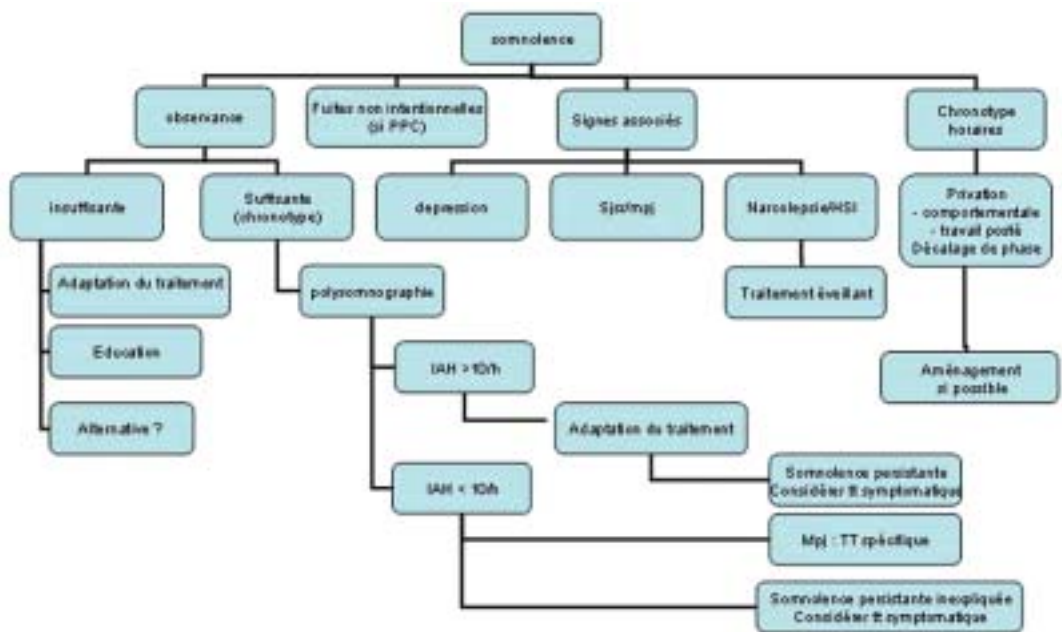 somnolence
observance
Fuites non intentionnelles
(si PPC)
Signes associés
Chronotype
horaires
insuffisante
Suffisante
(chronotype)
depression
Sjsr/mpj
Narcolepsie/HSI
Privation
- comportementale
- travail posté
Décalage de phase
Adaptation du traitement
polysomnographie
Traitement éveillant
Education
IAH >10/h
Aménagement
si possible
Alternative ?
Adaptation du traitement
IAH < 10/h
Somnolence persistante
Considérer tt symptomatique
Mpj : TT spécifique
Somnolence persistante inexpliquée
Considérer tt symptomatique